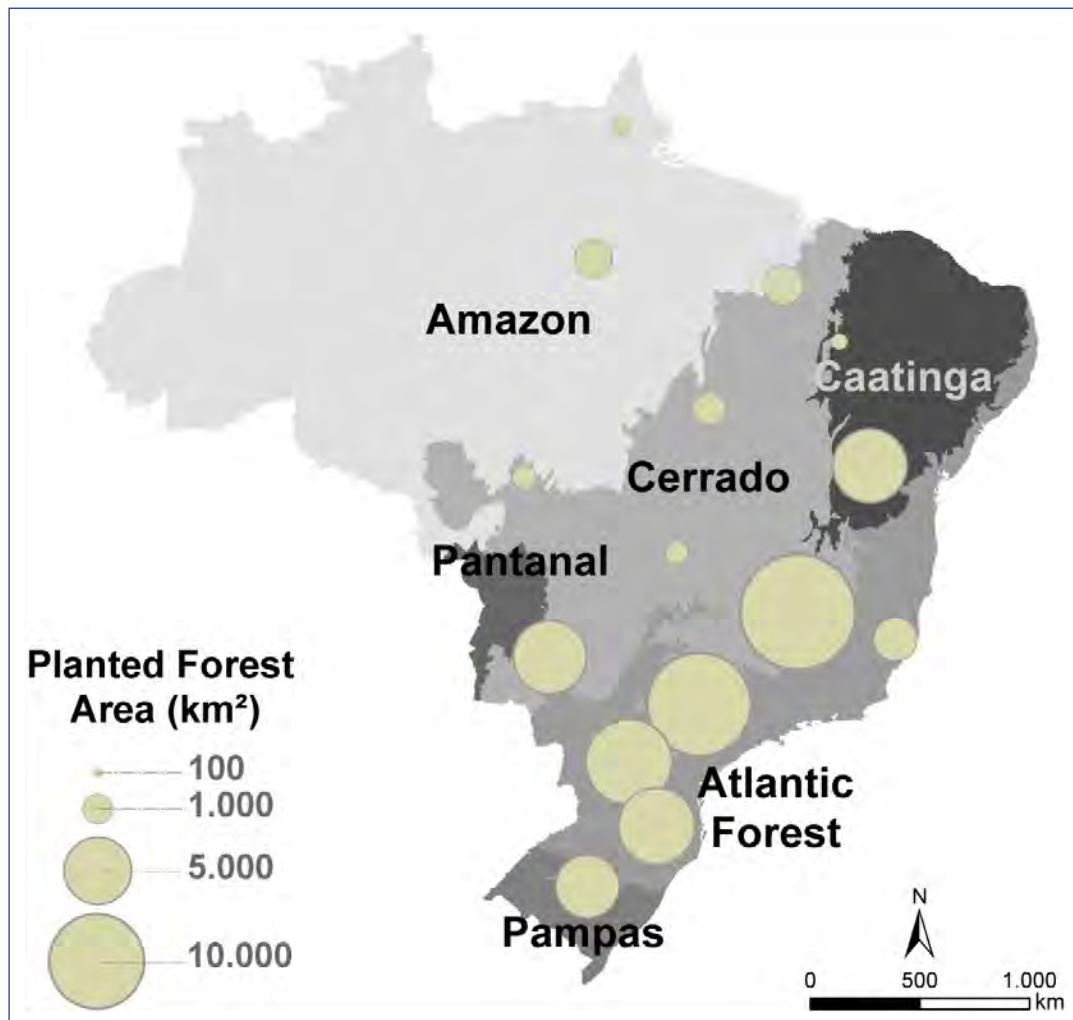 Amazon
Caatinga
Cerrado
Pantanal
Planted Forest
Area (km²)
100
1.000
5.000
10.000
Atlantic
Forest
Pampas
N
0 500 1.000
km